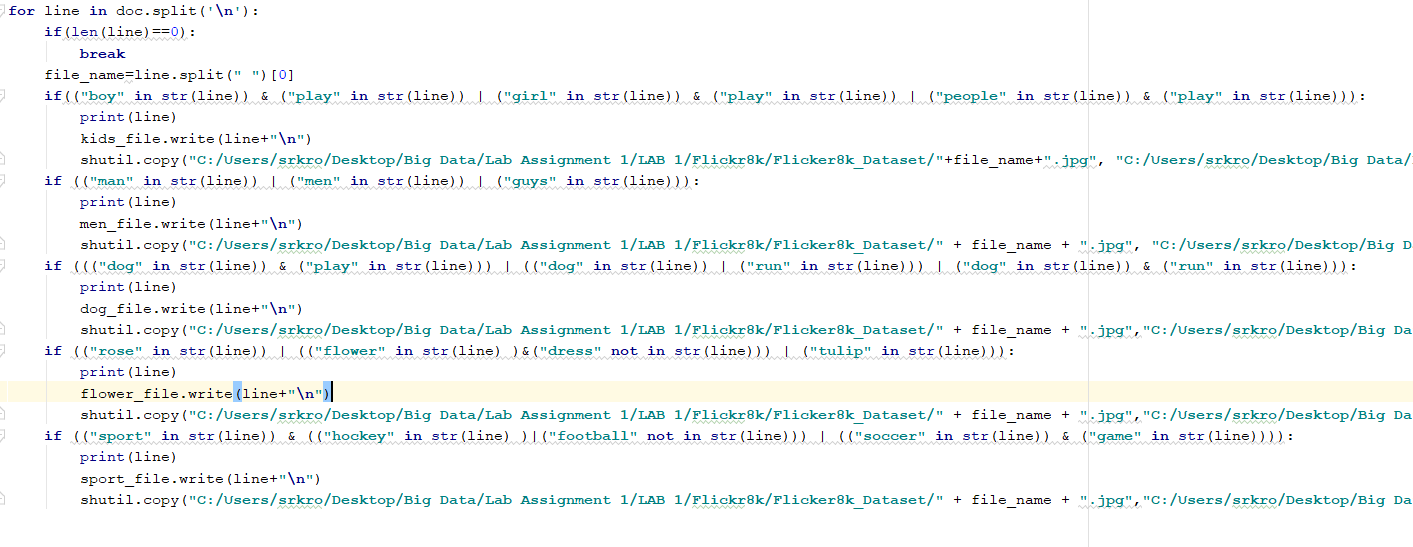 for line in doc.split('\n'):
    if(len(line)==0):
        break
    file_name=line.split(" ")[0]
    if(("boy" in str(line)) & ("play" in str(line)) | ("girl" in str(line)) & ("play" in str(line)) | ("people" in str(line)) & ("play" in str(line))):
        print(line)
        kids_file.write(line+"\n")
        shutil.copy("C:/Users/srkro/Desktop/Big Data/Lab Assignment 1/LAB 1/Flickr8k/Flicker8k_Dataset/"+file_name+".jpg", "C:/Users/srkro/Desktop/Big Data/
    if (("man" in str(line)) | ("men" in str(line)) | ("guys" in str(line))):
        print(line)
        men_file.write(line+"\n")
        shutil.copy("C:/Users/srkro/Desktop/Big Data/Lab Assignment 1/LAB 1/Flickr8k/Flicker8k_Dataset/" + file_name + ".jpg", "C:/Users/srkro/Desktop/Big D
    if ((("dog" in str(line)) & ("play" in str(line))) | (("dog" in str(line)) | ("run" in str(line))) | ("dog" in str(line)) & ("run" in str(line))):
        print(line)
        dog_file.write(line+"\n")
        shutil.copy("C:/Users/srkro/Desktop/Big Data/Lab Assignment 1/LAB 1/Flickr8k/Flicker8k_Dataset/" + file_name + ".jpg","C:/Users/srkro/Desktop/Big Da
    if (("rose" in str(line)) | (("flower" in str(line) )&("dress" not in str(line))) | ("tulip" in str(line))):
        print(line)
        flower_file.write(line+"\n")
        shutil.copy("C:/Users/srkro/Desktop/Big Data/Lab Assignment 1/LAB 1/Flickr8k/Flicker8k_Dataset/" + file_name + ".jpg","C:/Users/srkro/Desktop/Big Da
    if (("sport" in str(line)) & (("hockey" in str(line) )|("football" not in str(line))) | (("soccer" in str(line)) & ("game" in str(line)))):
        print(line)
        sport_file.write(line+"\n")
        shutil.copy("C:/Users/srkro/Desktop/Big Data/Lab Assignment 1/LAB 1/Flickr8k/Flicker8k_Dataset/" + file_name + ".jpg","C:/Users/srkro/Desktop/Big Da